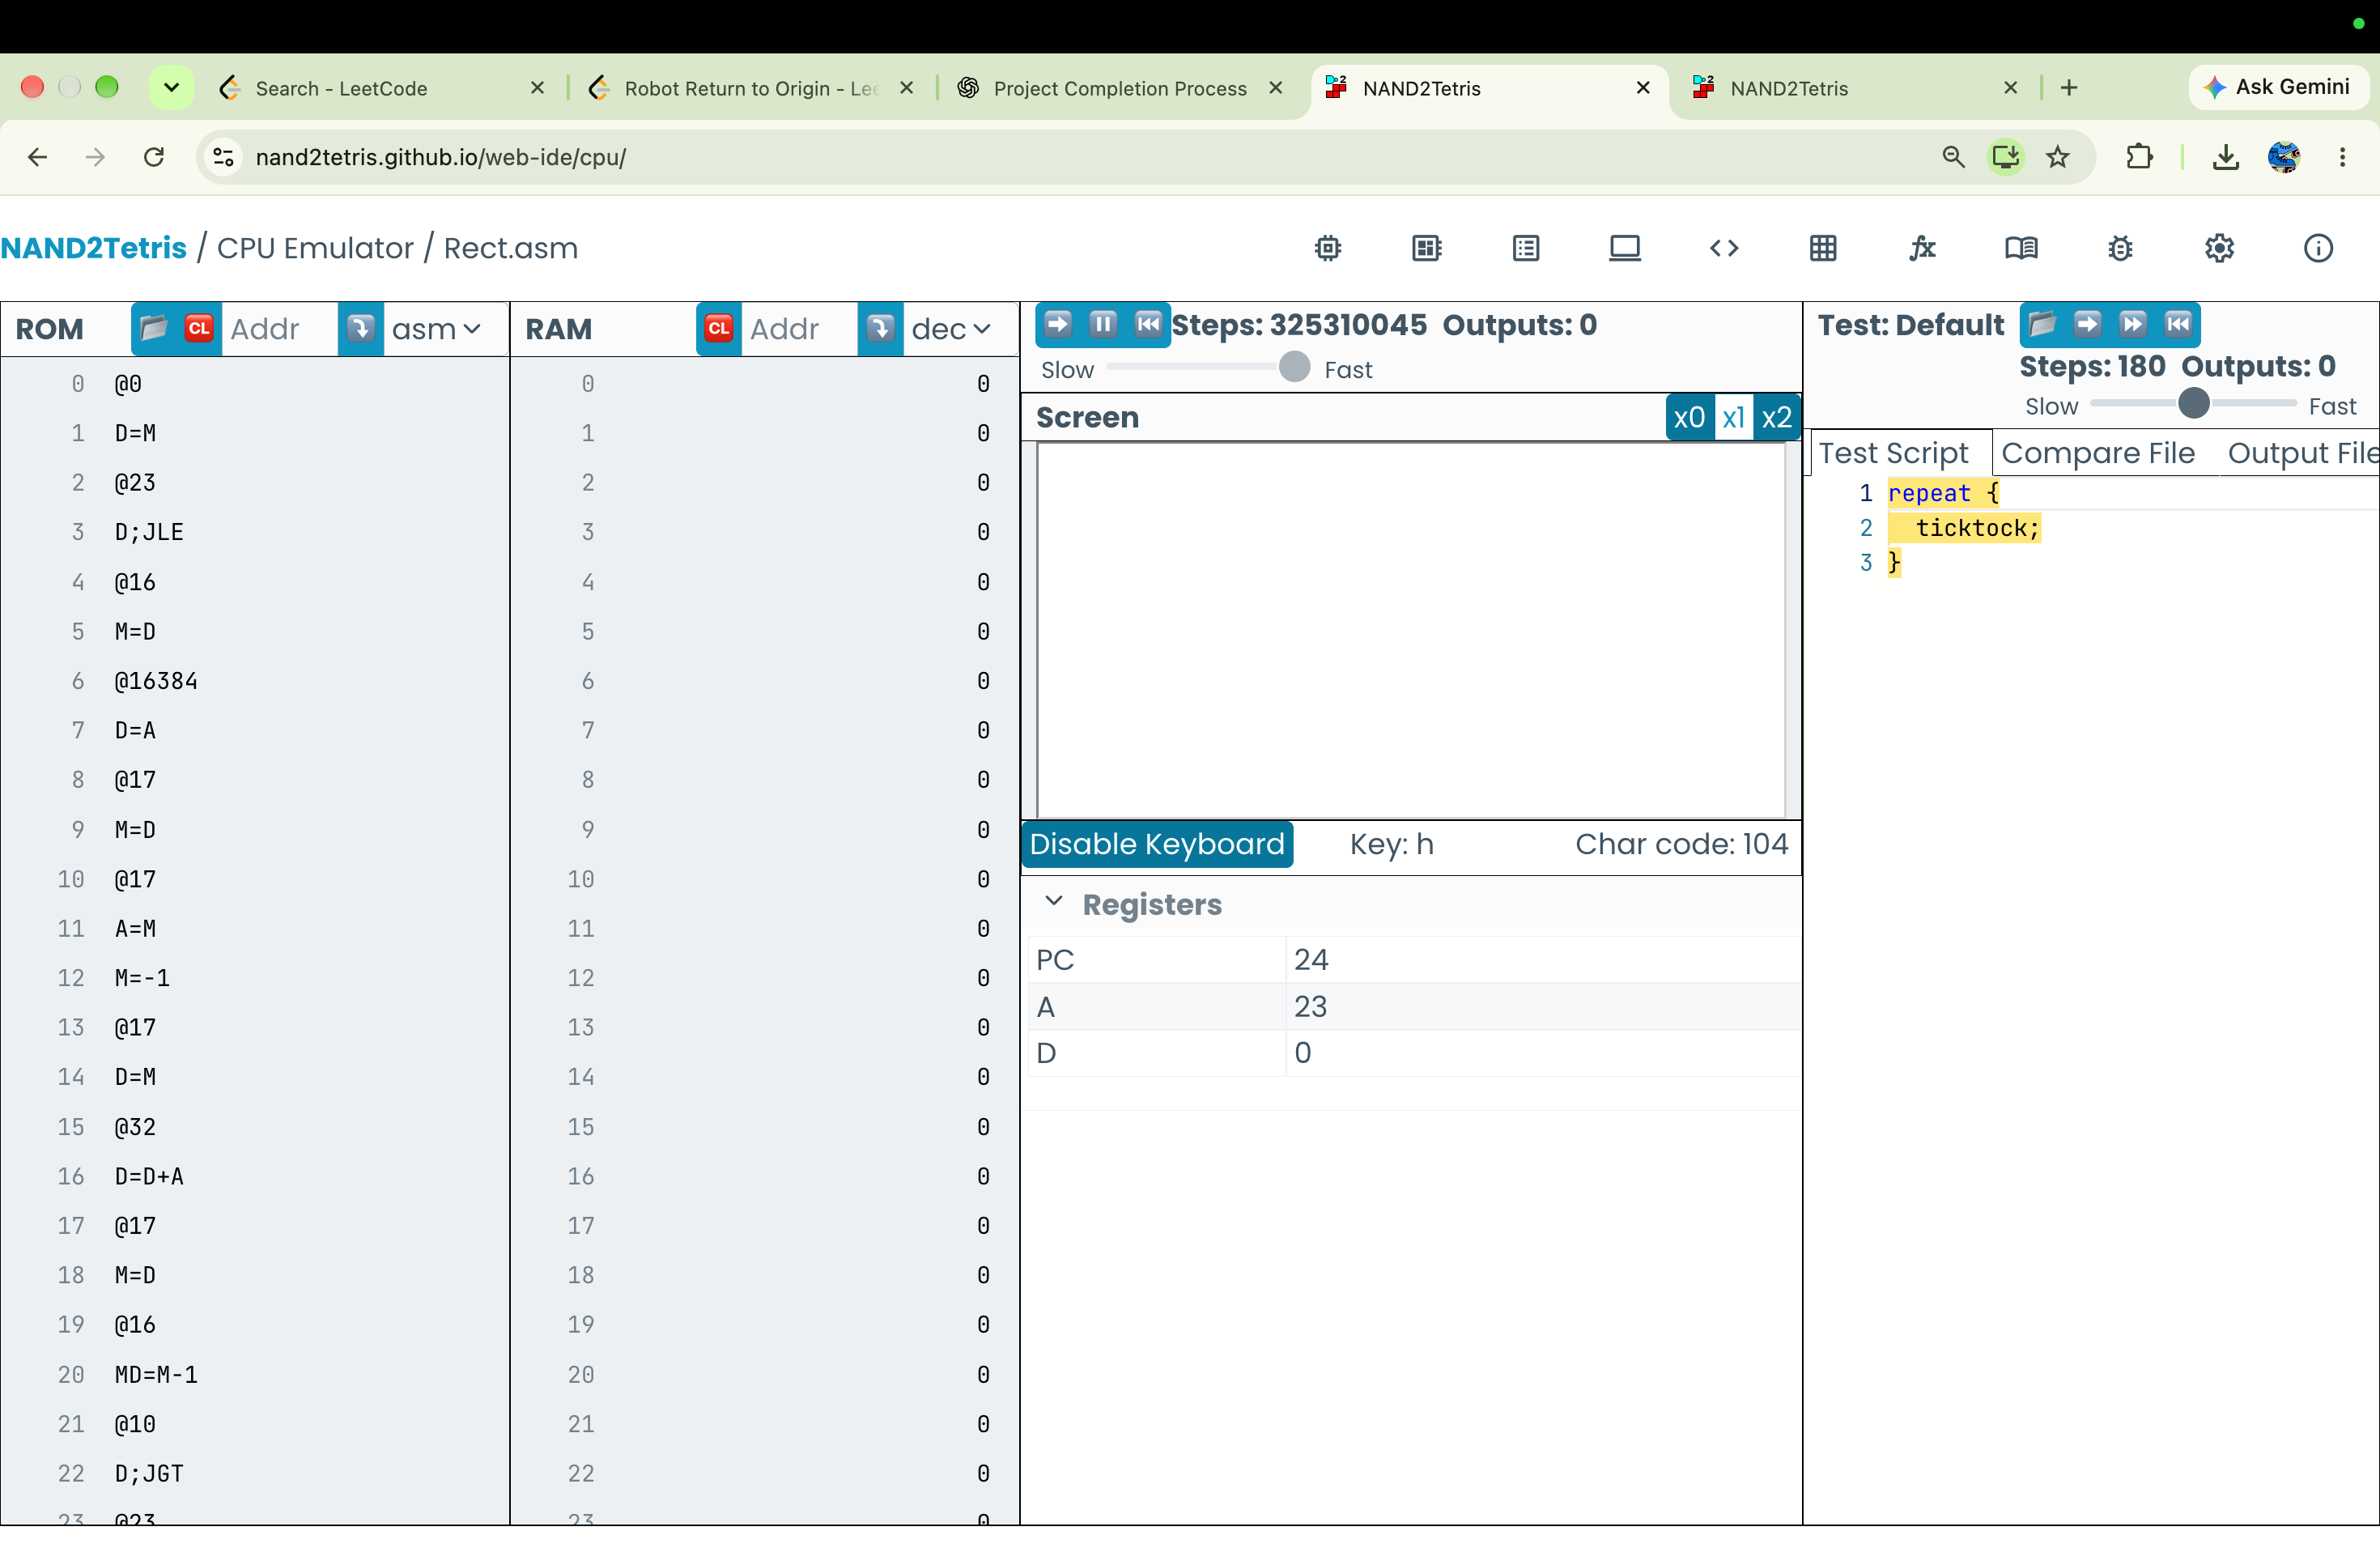 Search - LeetCode
Robot Return to Origin - Lee
Project Completion Process
NAND2Tetris
NAND2Tetris
Ask Gemini
nand2tetris.github.io/web-ide/cpu/
NAND2Tetris / CPU Emulator / Rect.asm
ROM CL Addr asm
0 @0
1 D=M
2 @23
3 D;JLE
4 @16
5 M=D
6 @16384
7 D=A
8 @17
9 M=D
10 @17
11 A=M
12 M=-1
13 @17
14 D=M
15 @32
16 D=D+A
17 @17
18 M=D
19 @16
20 MD=M-1
21 @10
22 D;JGT
23 @23
RAM CL Addr dec
0 0
1 0
2 0
3 0
4 0
5 0
6 0
7 0
8 0
9 0
10 0
11 0
12 0
13 0
14 0
15 0
16 0
17 0
18 0
19 0
20 0
21 0
22 0
23 0
Steps: 325310045 Outputs: 0
Slow Fast
Screen x0 x1 x2
Disable Keyboard Key: h Char code: 104
Registers
PC 24
A 23
D 0
Test: Default
Steps: 180 Outputs: 0
Slow Fast
Test Script Compare File Output File
1 repeat {
2 ticktock;
3 }